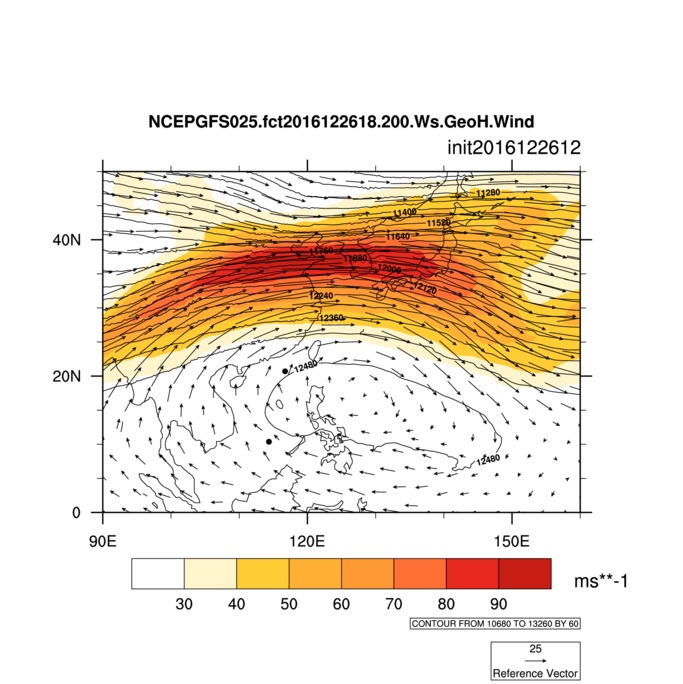 NCEPGFS025.fct2016122618.200.Ws.GeoH.Wind
init2016122612
11280
11400
11520
11640
11760
11880
12000
12120
12240
12360
12480
12480
40N
20N
0
90E 120E 150E
30 40 50 60 70 80 90
ms**-1
CONTOUR FROM 10680 TO 13260 BY 60
25
Reference Vector